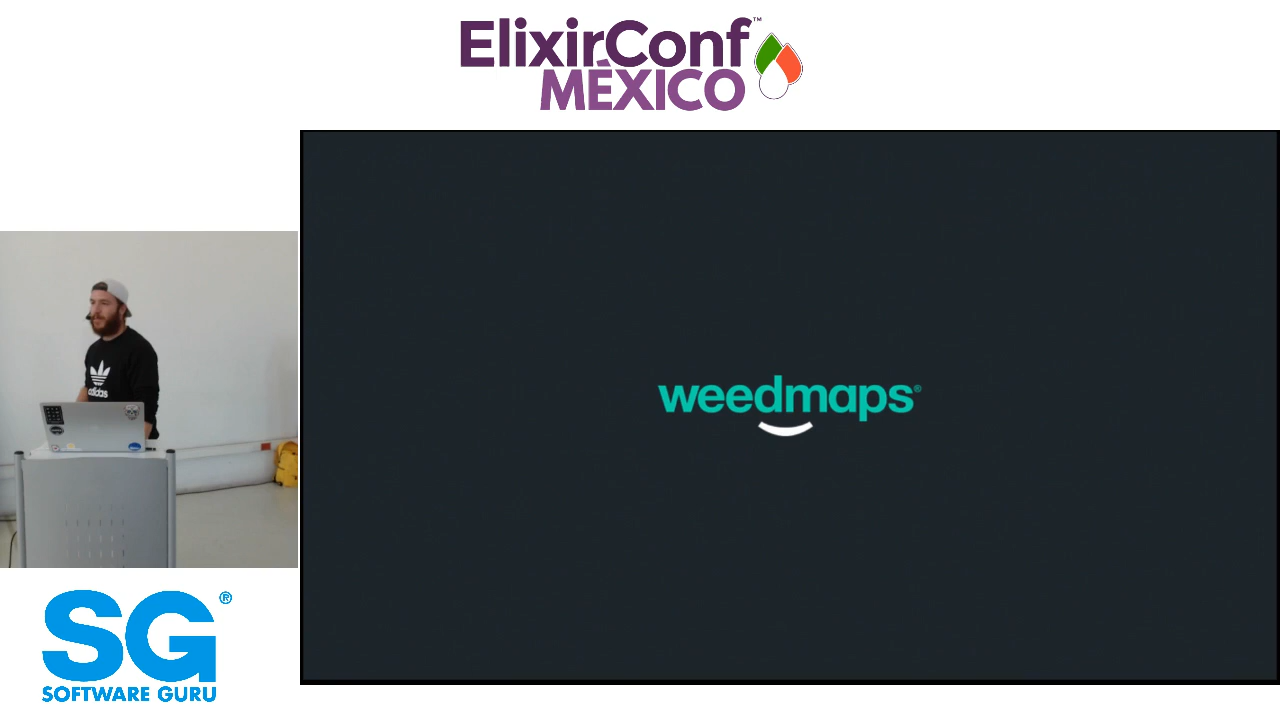 ElixirConf™
MÉXICO
weedmaps®
adidas
SG®
SOFTWARE GURU